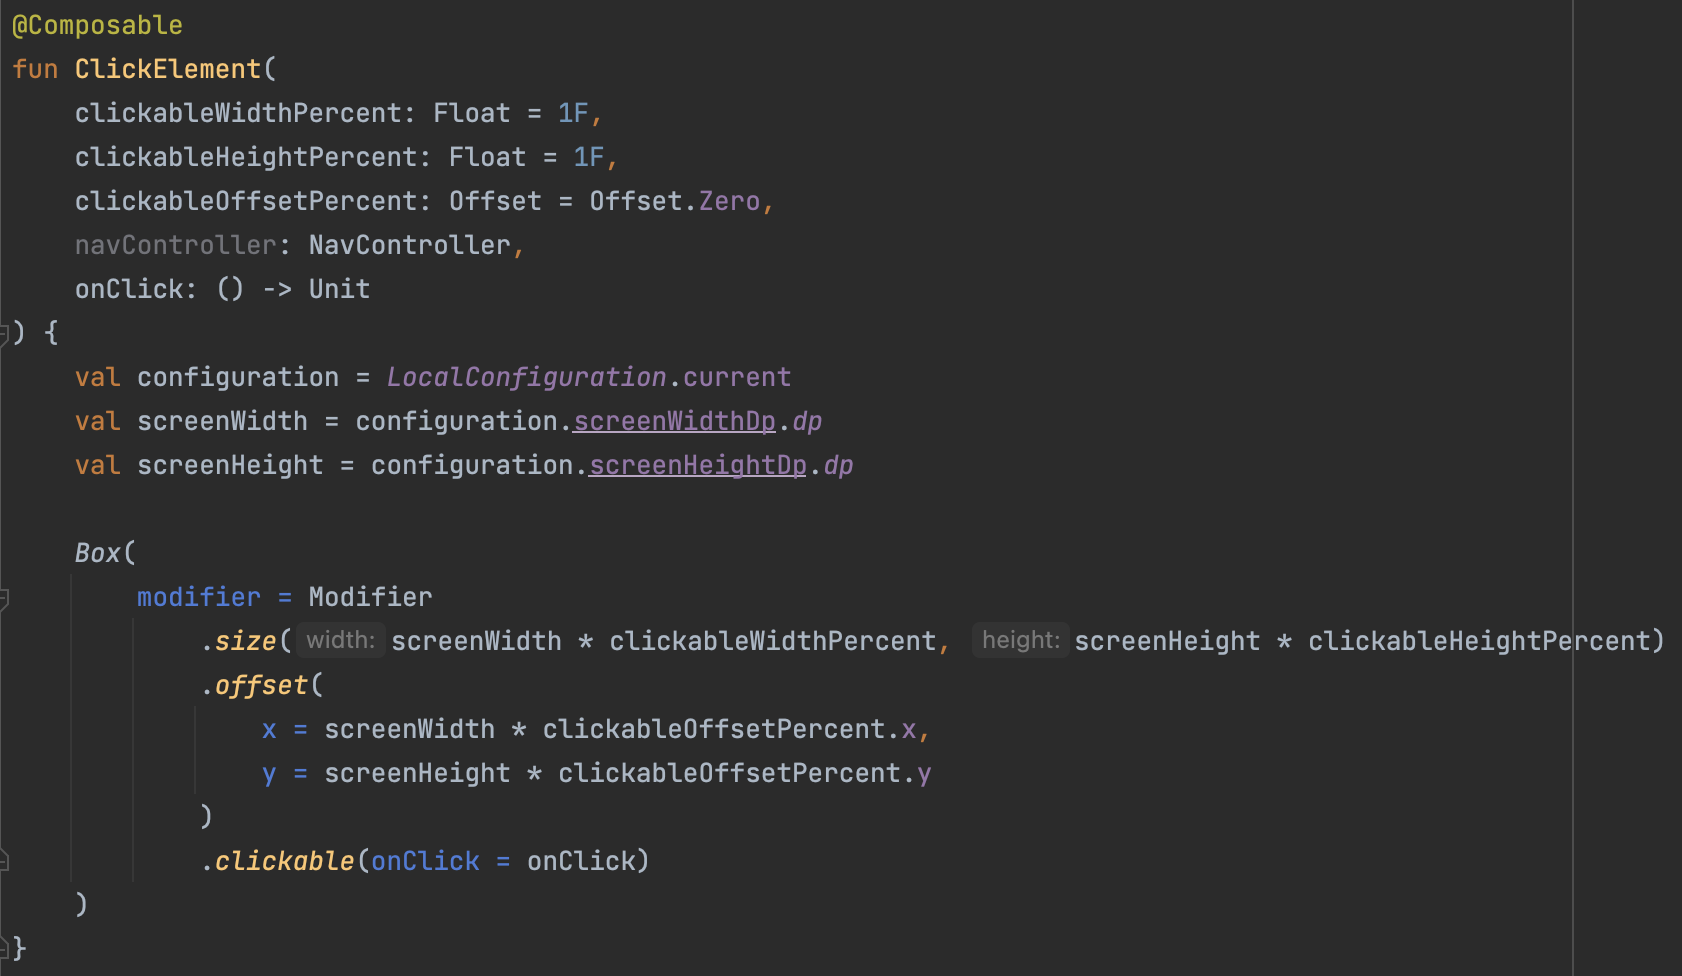 @Composable
fun ClickElement(
    clickableWidthPercent: Float = 1F,
    clickableHeightPercent: Float = 1F,
    clickableOffsetPercent: Offset = Offset.Zero,
    navController: NavController,
    onClick: () -> Unit
) {
    val configuration = LocalConfiguration.current
    val screenWidth = configuration.screenWidthDp.dp
    val screenHeight = configuration.screenHeightDp.dp

    Box(
        modifier = Modifier
            .size( width: screenWidth * clickableWidthPercent, height: screenHeight * clickableHeightPercent)
            .offset(
                x = screenWidth * clickableOffsetPercent.x,
                y = screenHeight * clickableOffsetPercent.y
            )
            .clickable(onClick = onClick)
    )
}